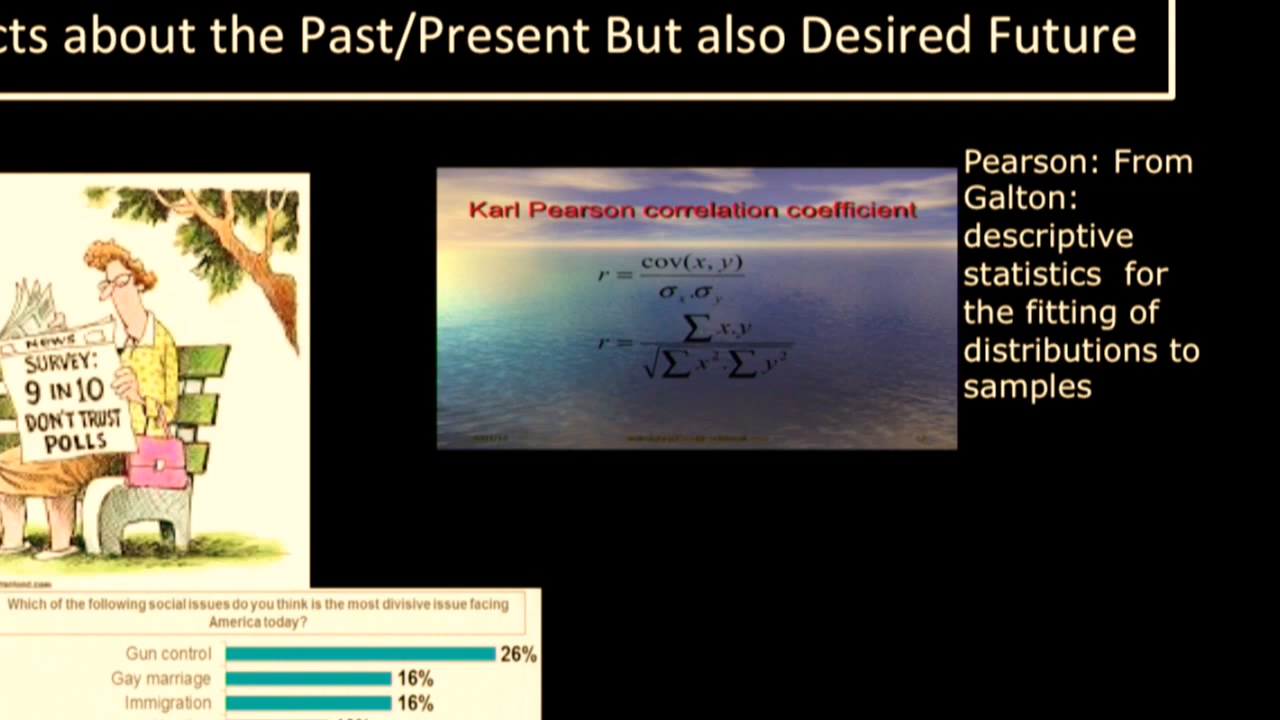 cts about the Past/Present But also Desired Future
Karl Pearson correlation coefficient
r = cov(x, y) / σx.σy
r = ∑ x.y / √∑ x².∑ y²
Pearson: From
Galton:
descriptive
statistics for
the fitting of
distributions to
samples
NEWS
SURVEY:
9 IN 10
DON'T TRUST
POLLS
Which of the following social issues do you think is the most divisive issue facing
America today?
Gun control 26%
Gay marriage 16%
Immigration 16%